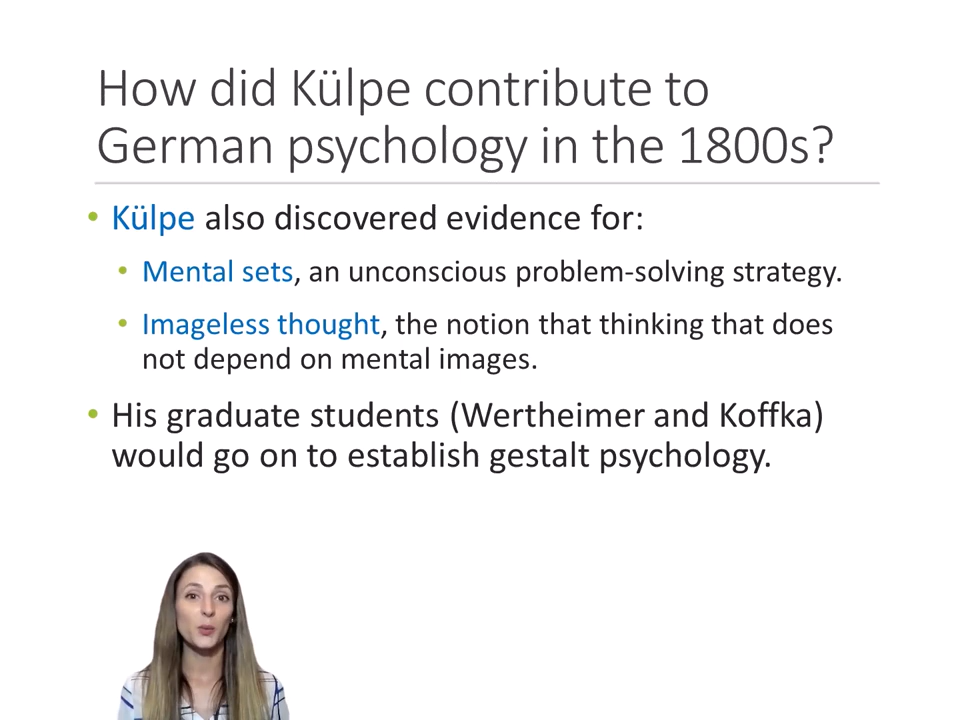 How did Külpe contribute to
German psychology in the 1800s?
• Külpe also discovered evidence for:
• Mental sets, an unconscious problem-solving strategy.
• Imageless thought, the notion that thinking that does
not depend on mental images.
• His graduate students (Wertheimer and Koffka)
would go on to establish gestalt psychology.